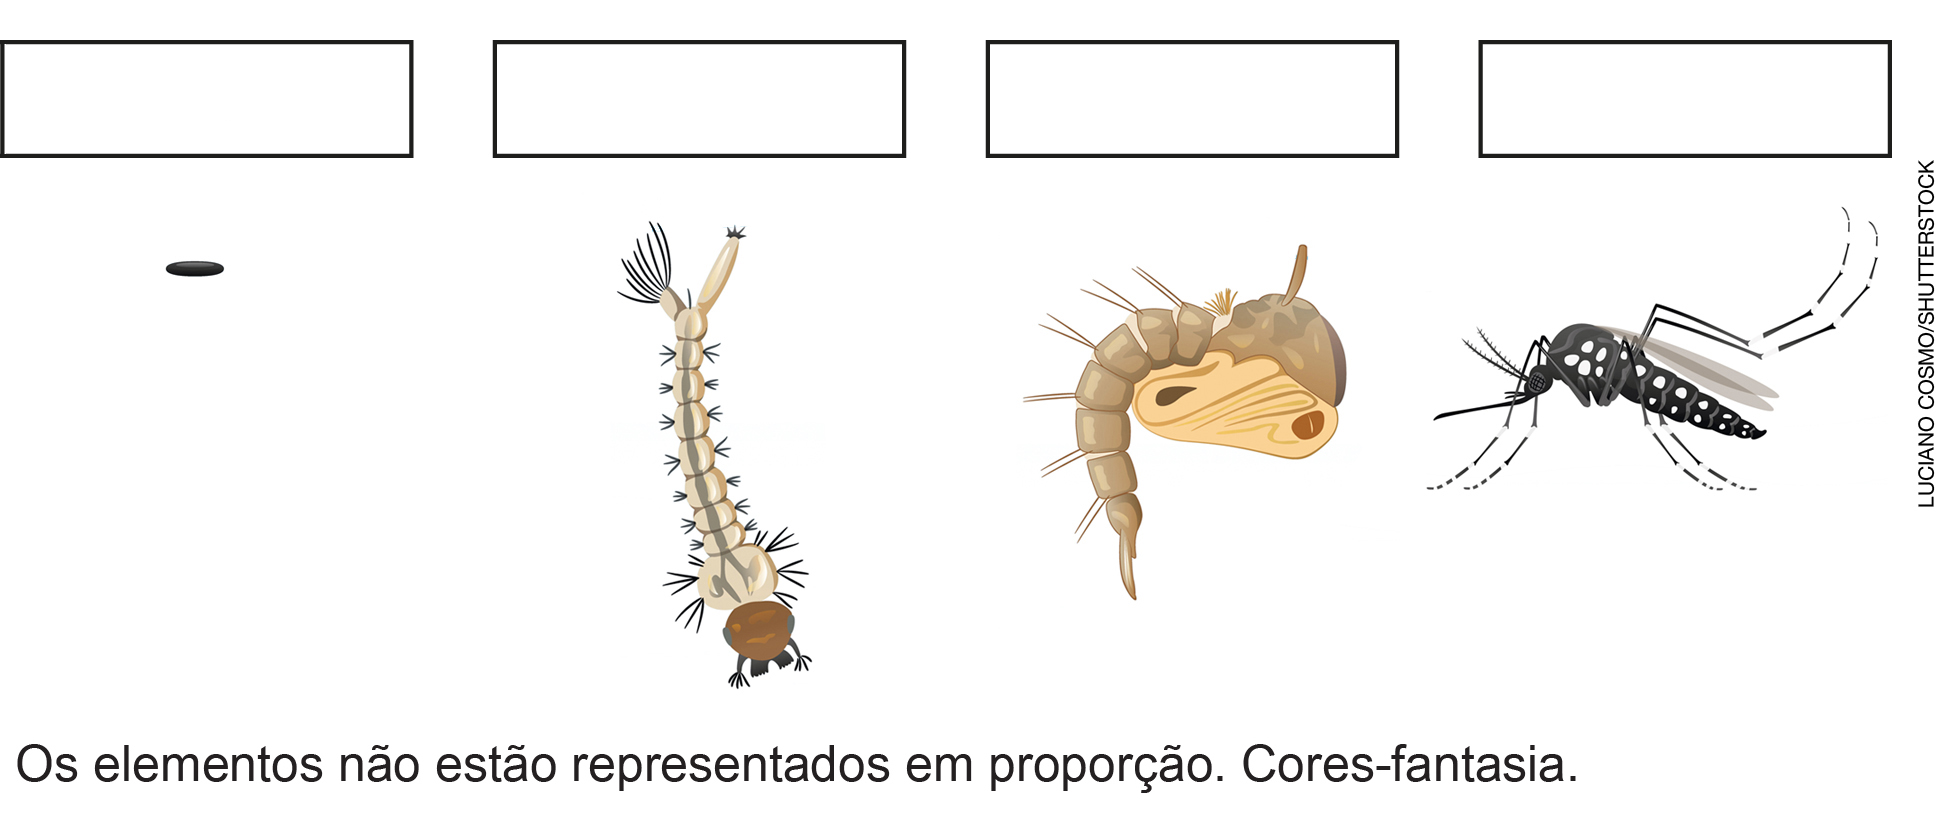 LUCIANO COSMO/SHUTTERSTOCK
Os elementos não estão representados em proporção. Cores-fantasia.